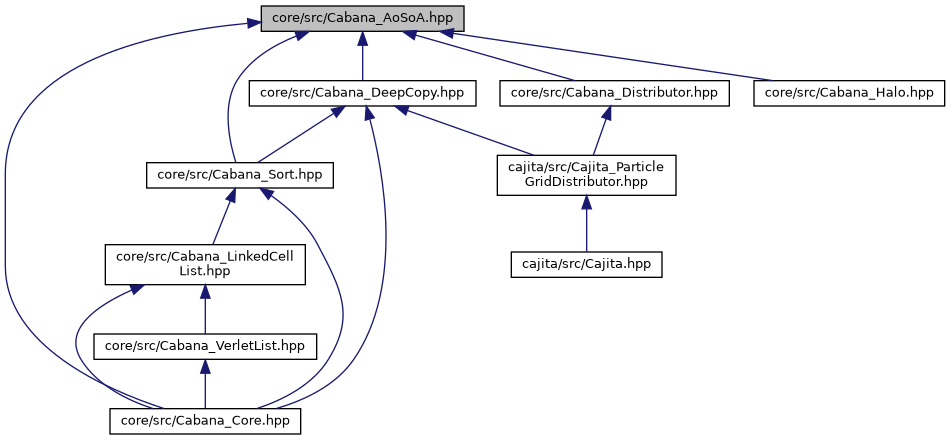 core/src/Cabana_AoSoA.hpp
core/src/Cabana_DeepCopy.hpp
core/src/Cabana_Distributor.hpp
core/src/Cabana_Halo.hpp
core/src/Cabana_Sort.hpp
cajita/src/Cajita_Particle
GridDistributor.hpp
core/src/Cabana_LinkedCell
List.hpp
cajita/src/Cajita.hpp
core/src/Cabana_VerletList.hpp
core/src/Cabana_Core.hpp